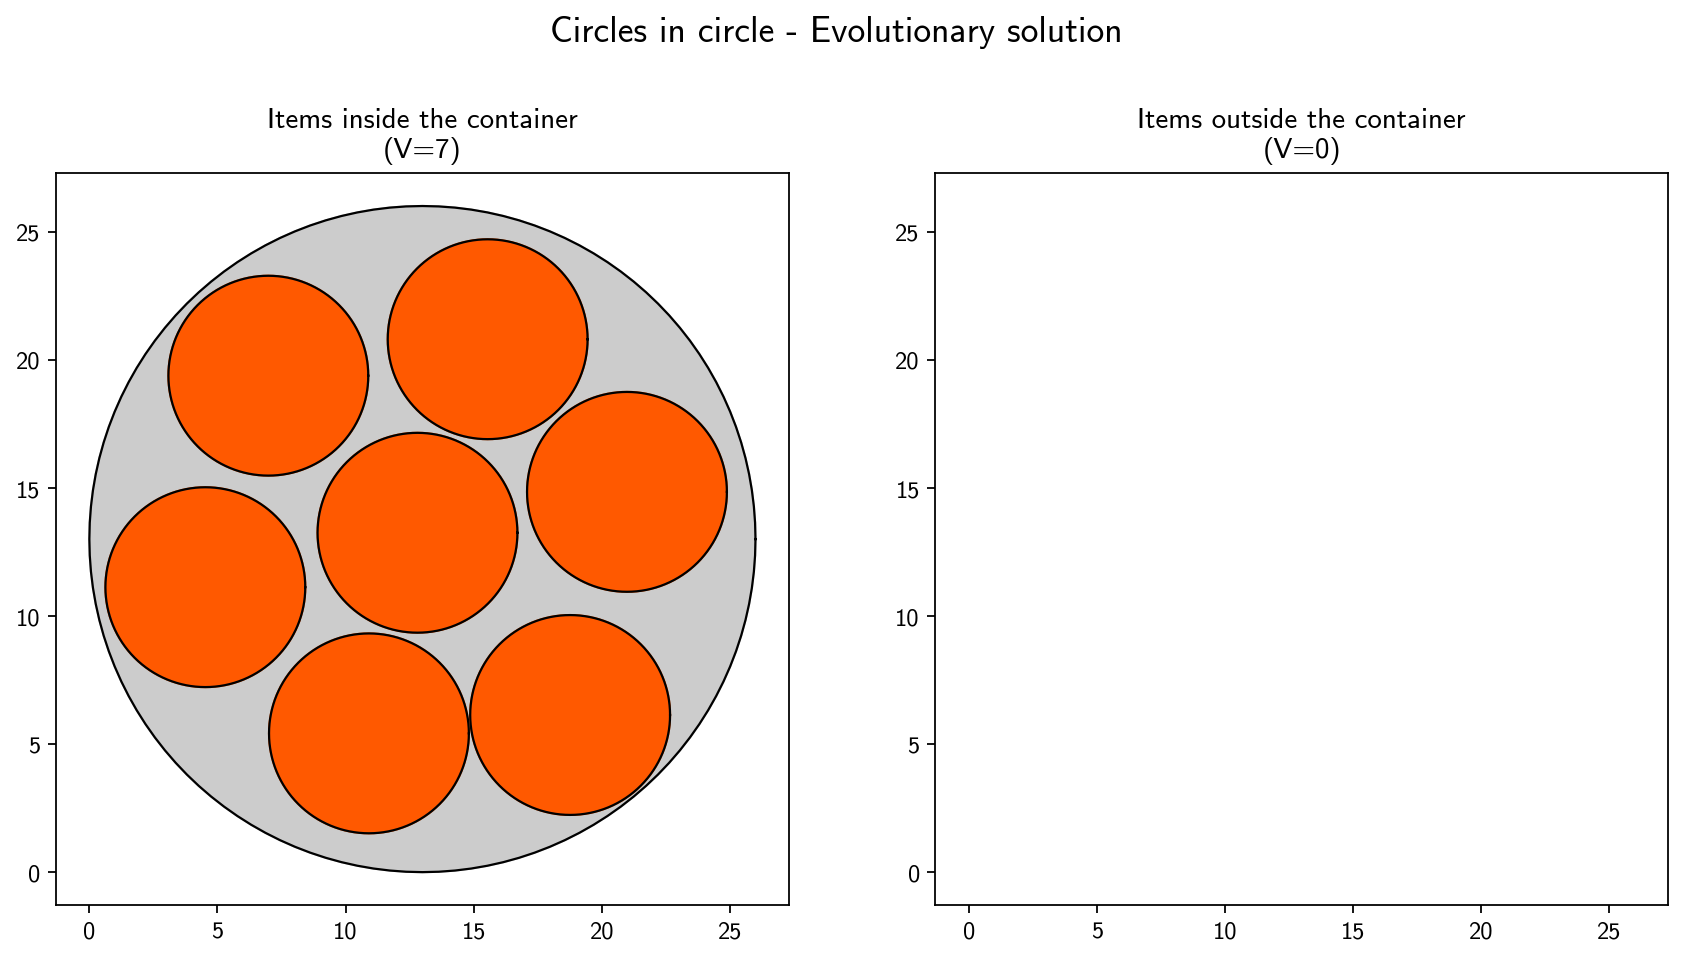 Circles in circle - Evolutionary solution
Items inside the container
(V=7)
25
20
15
10
5
0
0 5 10 15 20 25
Items outside the container
(V=0)
25
20
15
10
5
0
0 5 10 15 20 25